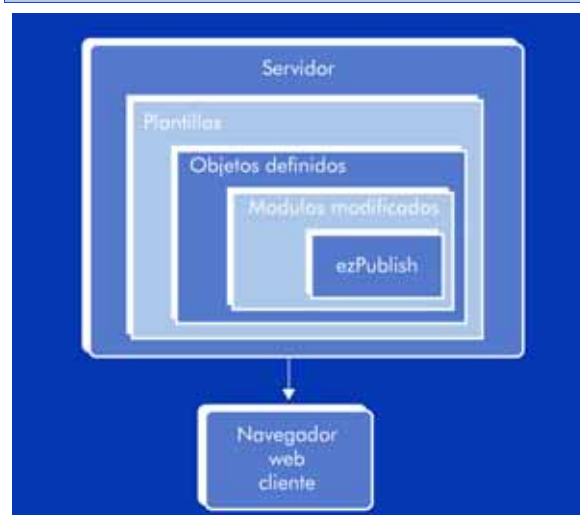 Servidor
Plantillas
Objetos definidos
Modulos modificados
ezPublish
Navegador
web
cliente